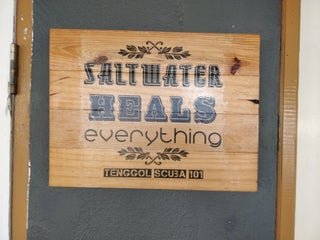 SALTWATER
HEALS
everything
TENGGOL SCUBA 101